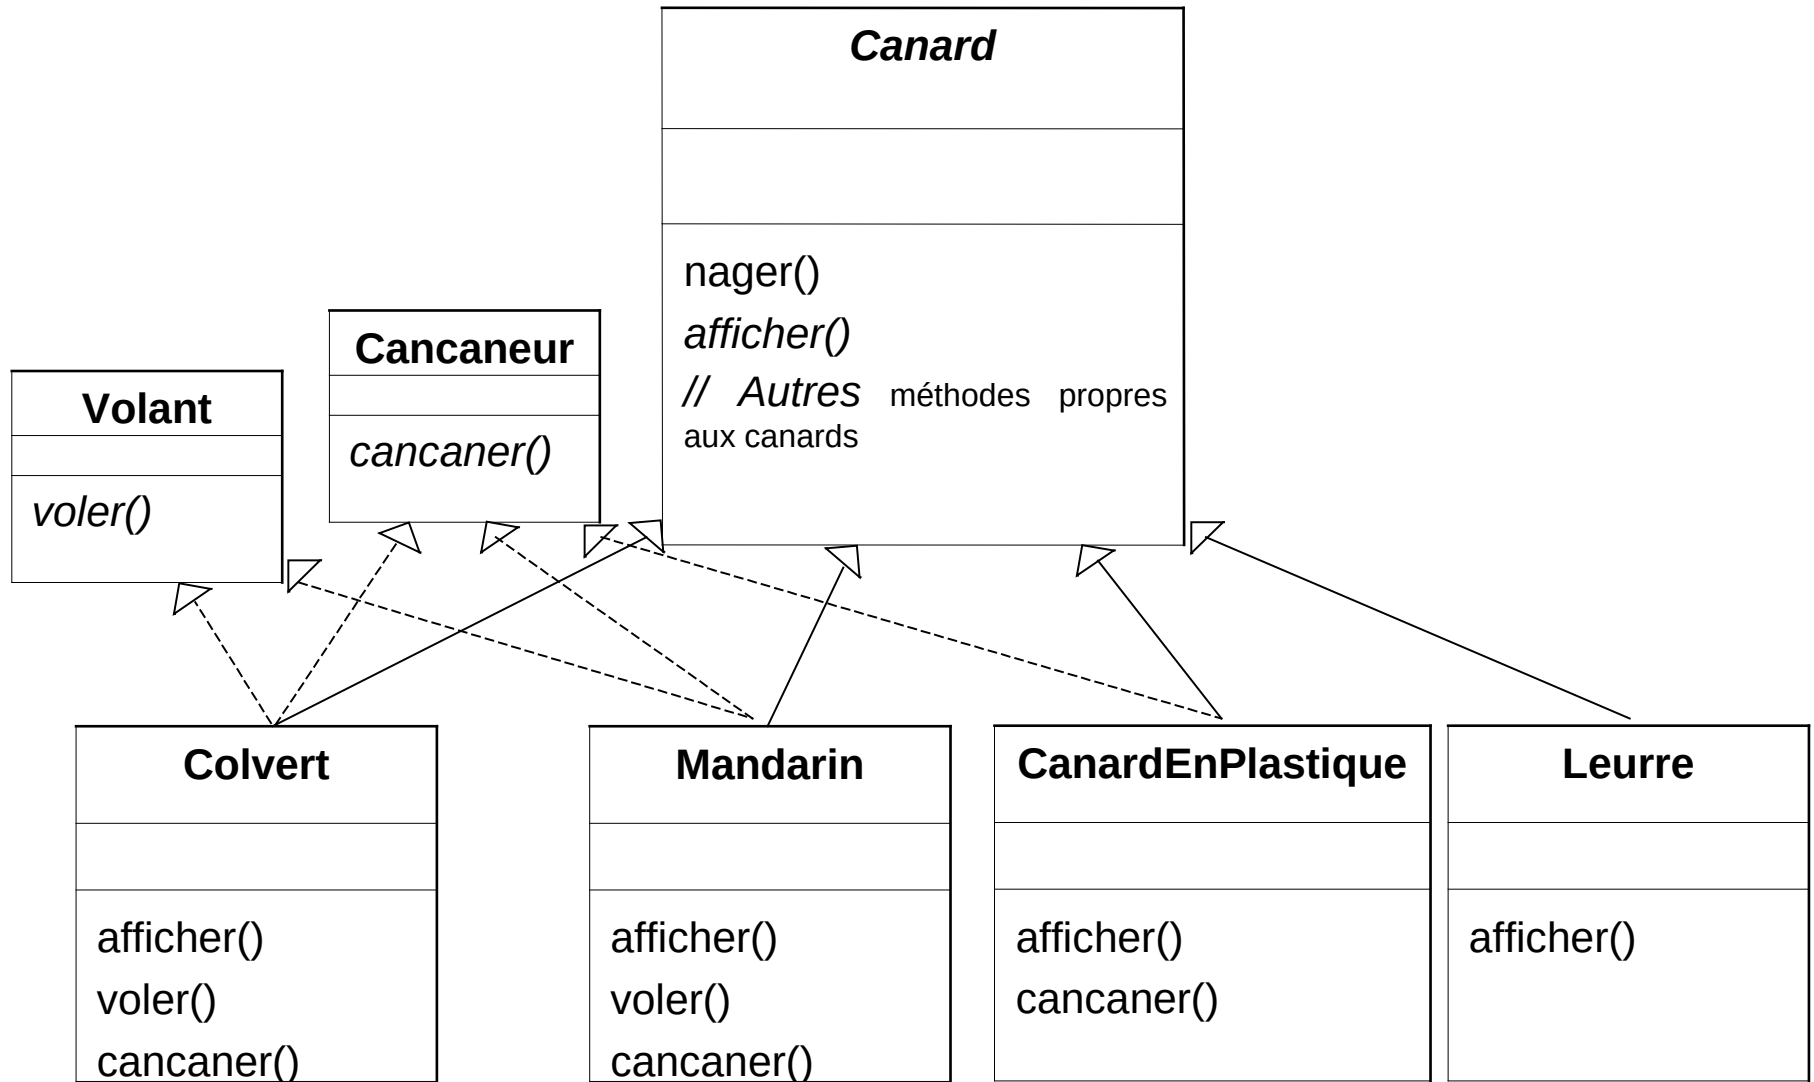 Canard
nager()
afficher()
// Autres méthodes propres
aux canards
Cancaneur
cancaner()
Volant
voler()
Colvert
afficher()
voler()
cancaner()
Mandarin
afficher()
voler()
cancaner()
CanardEnPlastique
afficher()
cancaner()
Leurre
afficher()